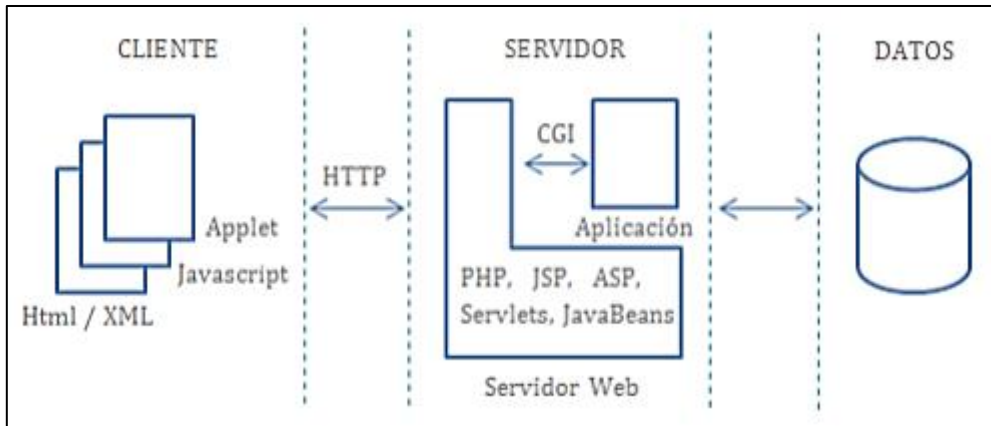 CLIENTE
SERVIDOR
DATOS
HTTP
CGI
Applet
Javascript
Html / XML
Aplicación
PHP, JSP, ASP,
Servlets, JavaBeans
Servidor Web